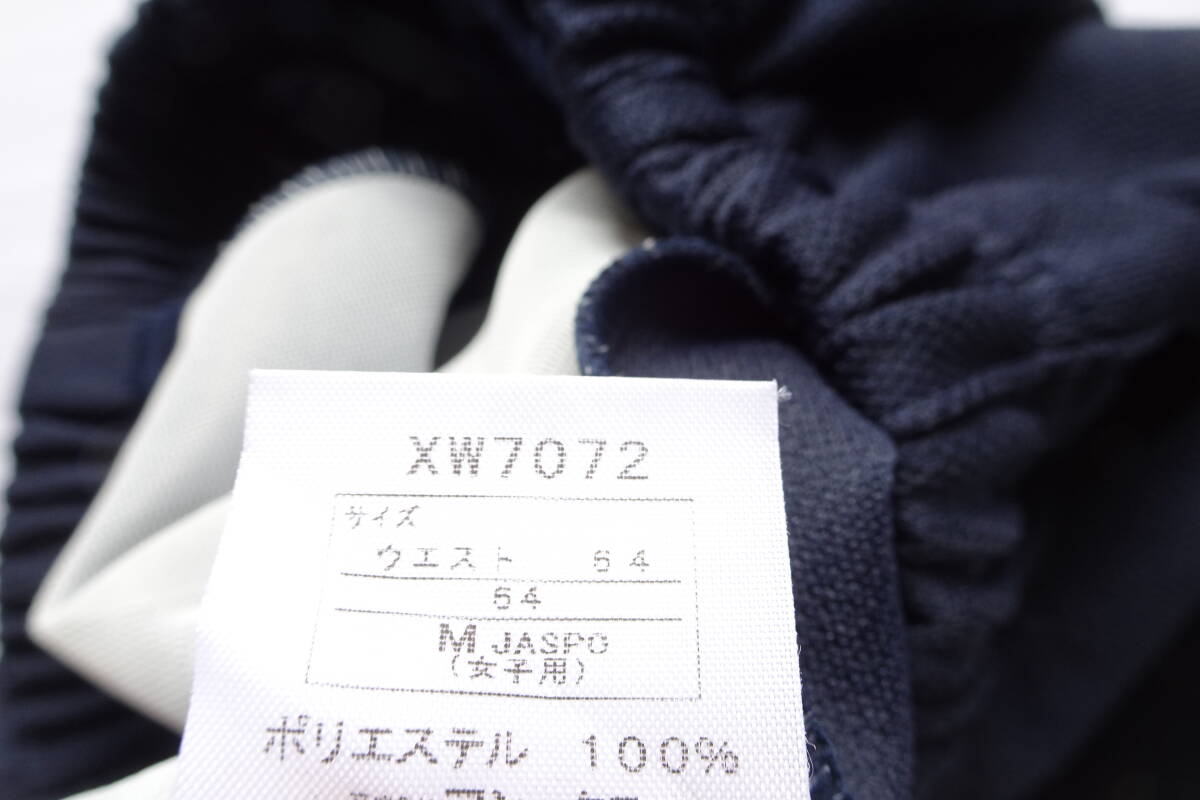 XW7072
サイズ
ウエスト 64
64
M JASPO
(女子用)
ポリエステル 100%